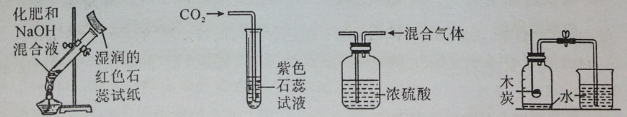 化肥和
NaOH
混合液
湿润的
红色石
蕊试纸
CO₂
紫色
石蕊
试液
混合气体
浓硫酸
木
炭
水